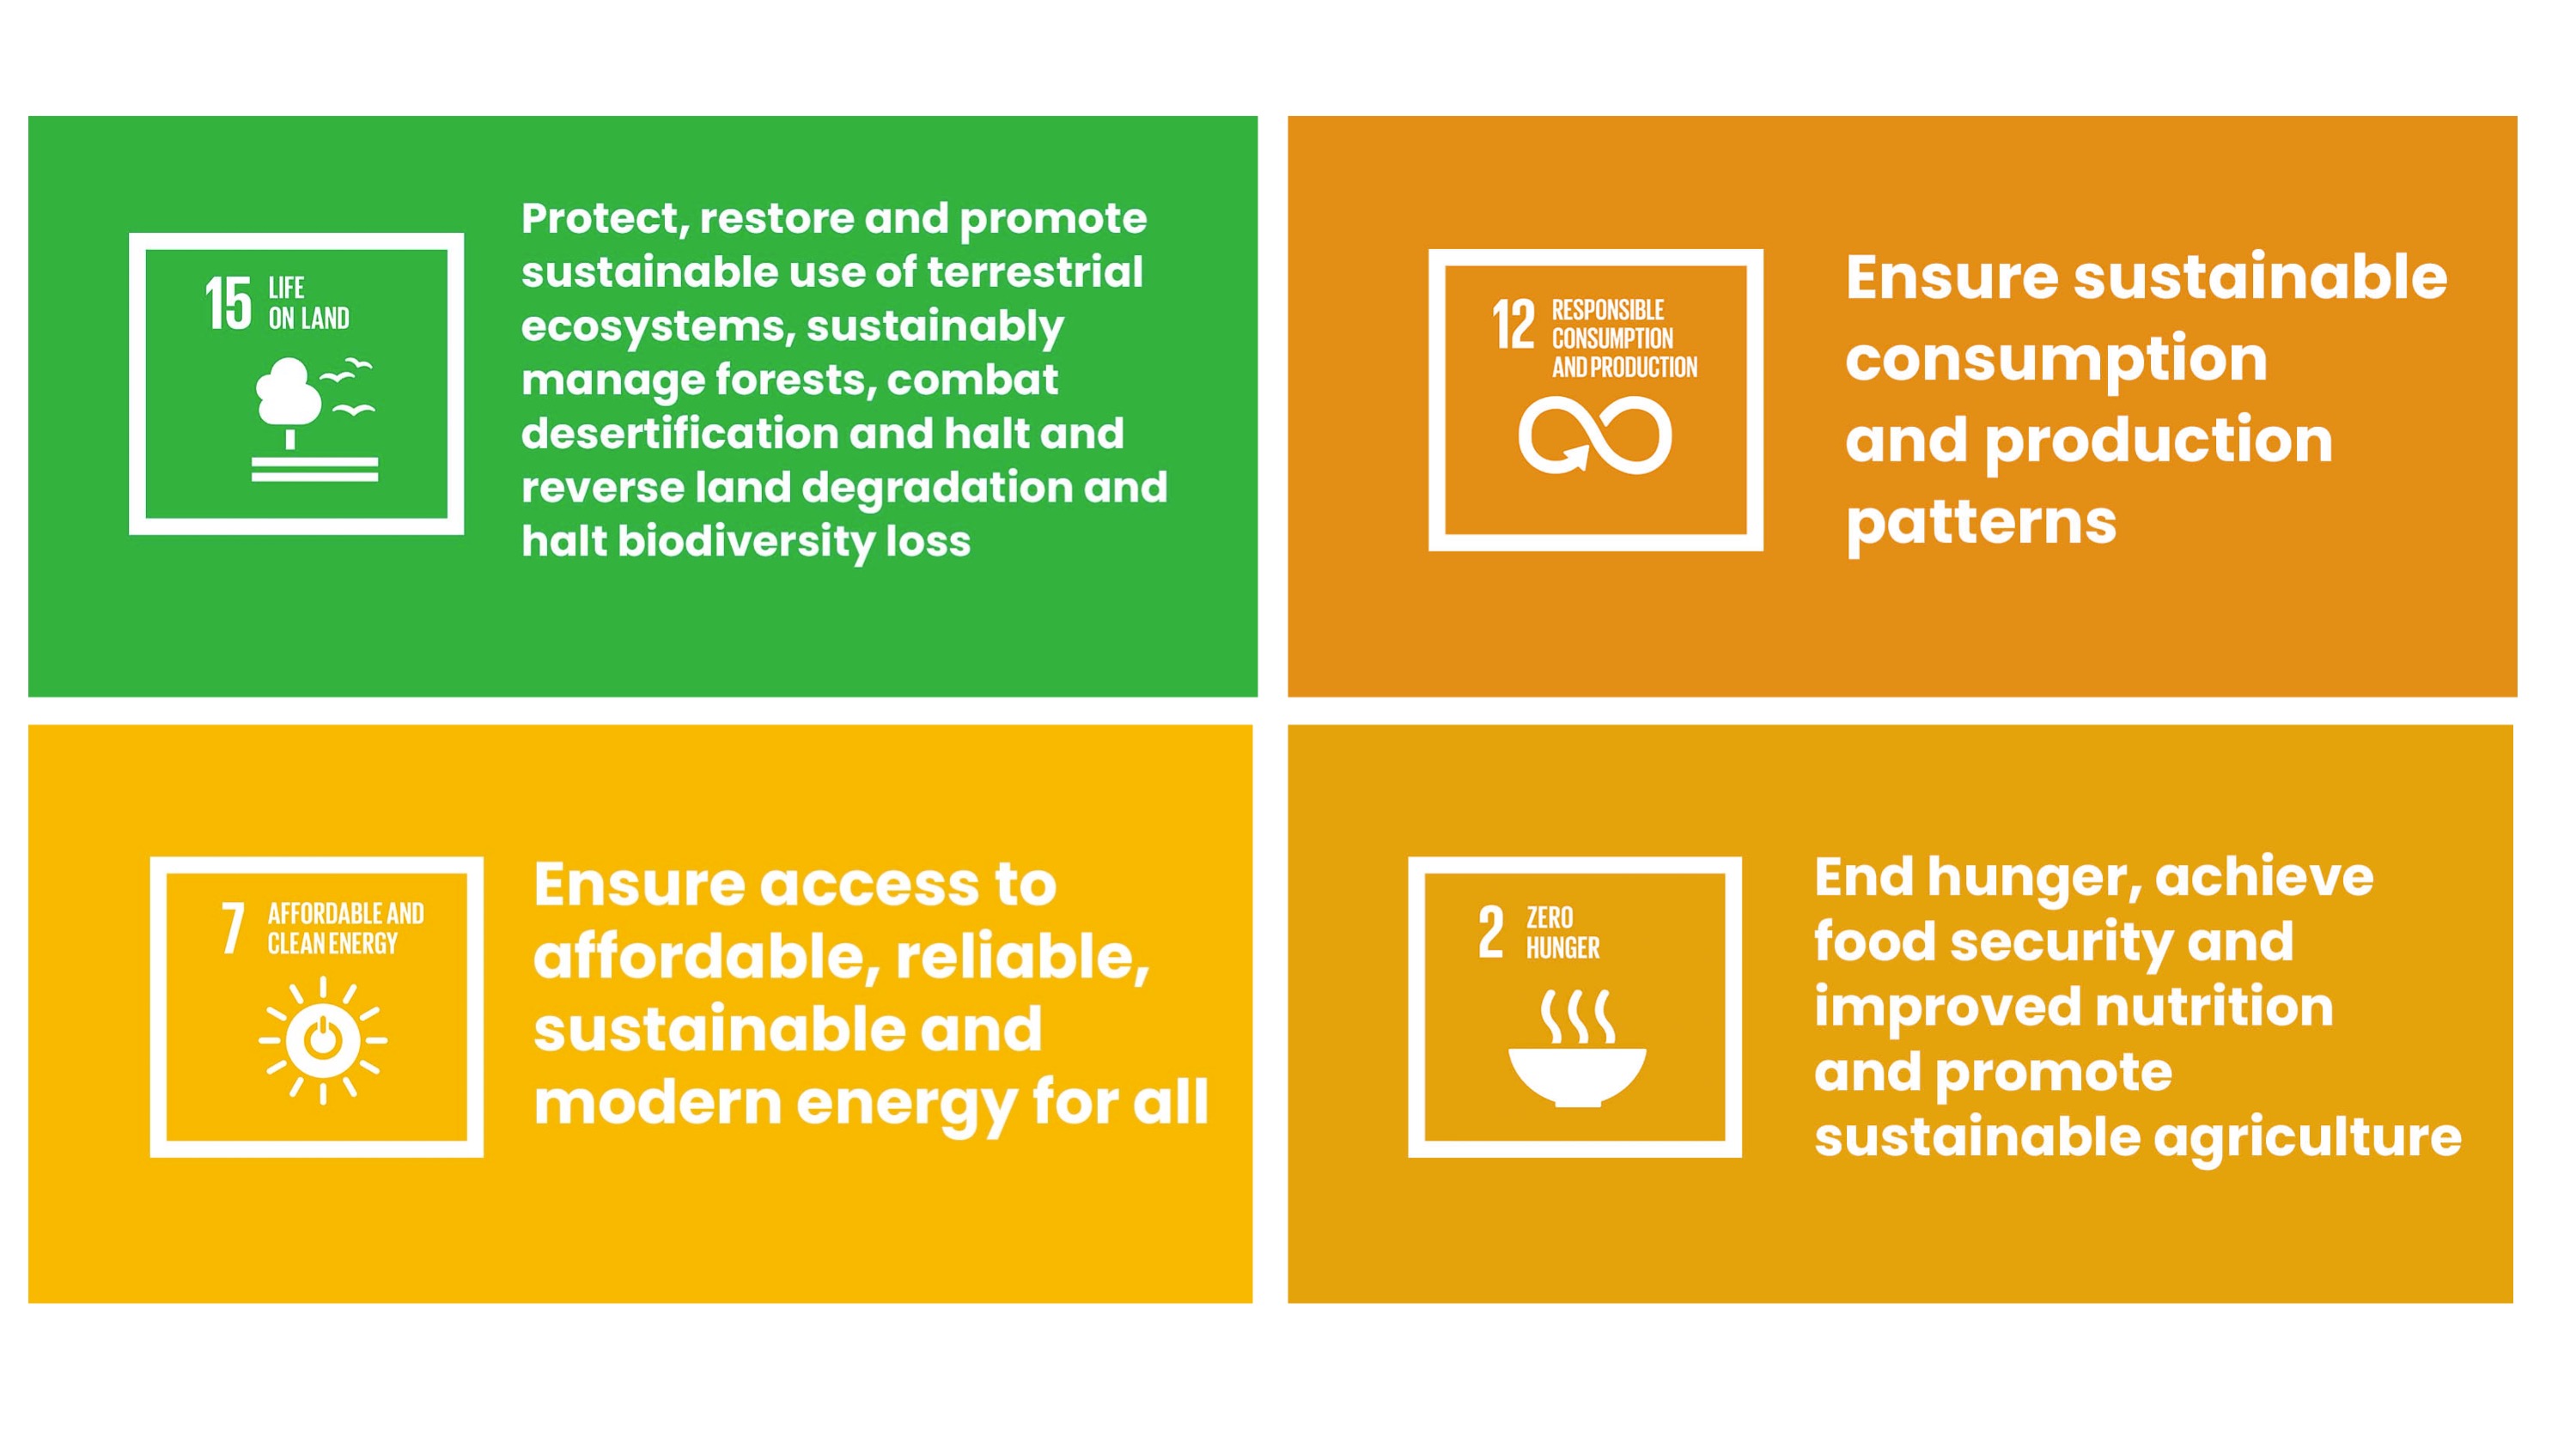 15 LIFE
ON LAND
Protect, restore and promote
sustainable use of terrestrial
ecosystems, sustainably
manage forests, combat
desertification and halt and
reverse land degradation and
halt biodiversity loss
12 RESPONSIBLE
CONSUMPTION
AND PRODUCTION
Ensure sustainable
consumption
and production
patterns
7 AFFORDABLE AND
CLEAN ENERGY
Ensure access to
affordable, reliable,
sustainable and
modern energy for all
2 ZERO
HUNGER
End hunger, achieve
food security and
improved nutrition
and promote
sustainable agriculture